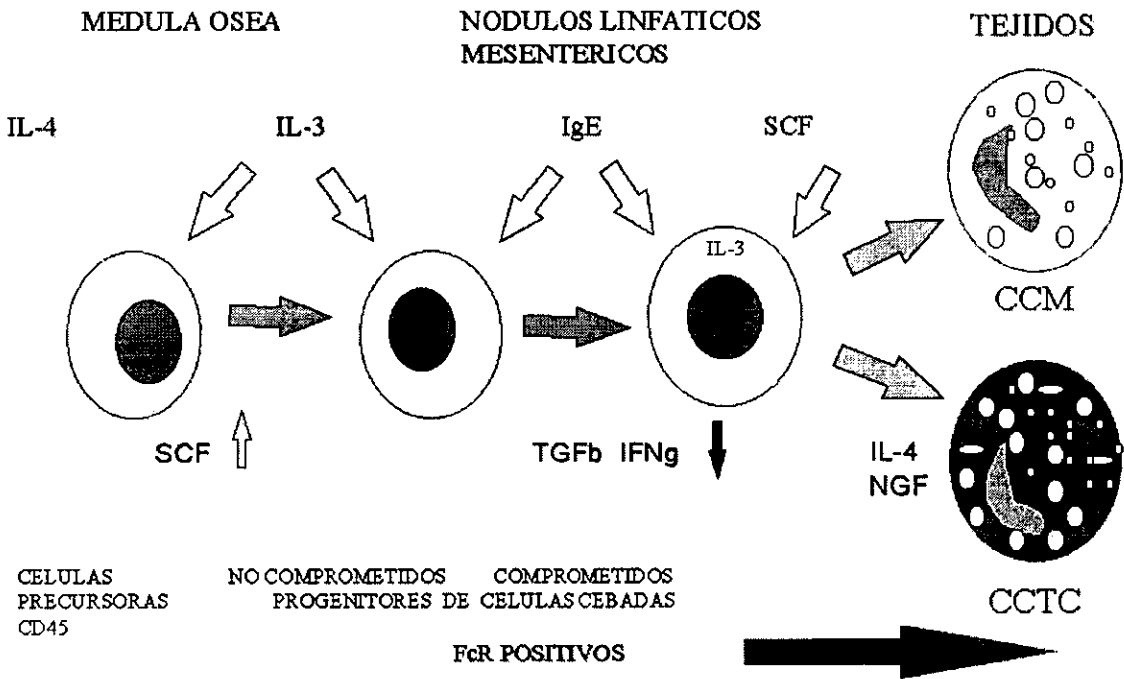 MEDULA OSEA
NODULOS LINFATICOS
MESENTERICOS
TEJIDOS
IL-4
IL-3
IgE
SCF
IL-3
CCM
SCF
TGFb IFNg
IL-4
NGF
CCTC
CELULAS
PRECURSORAS
CD45
NO COMPROMETIDOS COMPROMETIDOS
PROGENITORES DE CELULAS CEBADAS
FcR POSITIVOS